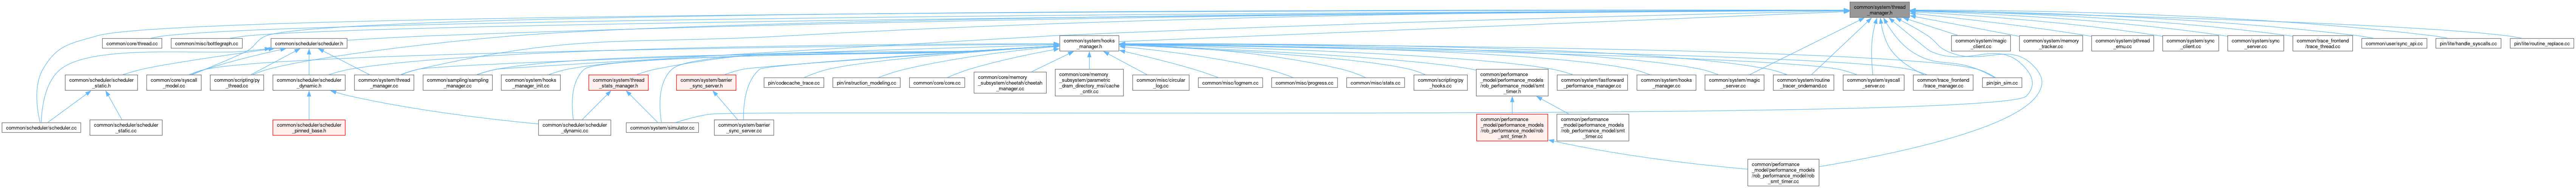 common/system/thread
_manager.h
common/core/thread.cc
common/misc/bottlegraph.cc
common/scheduler/scheduler.h
common/system/hooks
_manager.h
common/system/magic
_client.cc
common/system/memory
_tracker.cc
common/system/pthread
_emu.cc
common/system/sync
_client.cc
common/system/sync
_server.cc
common/trace_frontend
/trace_thread.cc
common/user/sync_api.cc
pin/lite/handle_syscalls.cc
pin/lite/routine_replace.cc
common/scheduler/scheduler
_static.h
common/core/syscall
_model.cc
common/scripting/py
_thread.cc
common/scheduler/scheduler
_dynamic.h
common/system/thread
_manager.cc
common/sampling/sampling
_manager.cc
common/system/hooks
_manager_init.cc
common/system/thread
_stats_manager.h
common/system/barrier
_sync_server.h
pin/codecache_trace.cc
pin/instruction_modeling.cc
common/core/core.cc
common/core/memory
_subsystem/cheetah/cheetah
_manager.cc
common/core/memory
_subsystem/parametric
_dram_directory_msi/cache
_cntlr.cc
common/misc/circular
_log.cc
common/misc/logmem.cc
common/misc/progress.cc
common/misc/stats.cc
common/scripting/py
_hooks.cc
common/performance
_model/performance_models
/rob_performance_model/smt
_timer.h
common/system/fastforward
_performance_manager.cc
common/system/hooks
_manager.cc
common/system/magic
_server.cc
common/system/routine
_tracer_ondemand.cc
common/system/syscall
_server.cc
common/trace_frontend
/trace_manager.cc
pin/pin_sim.cc
common/scheduler/scheduler.cc
common/scheduler/scheduler
_static.cc
common/scheduler/scheduler
_pinned_base.h
common/scheduler/scheduler
_dynamic.cc
common/system/simulator.cc
common/system/barrier
_sync_server.cc
common/performance
_model/performance_models
/rob_performance_model/rob
_smt_timer.h
common/performance
_model/performance_models
/rob_performance_model/smt
_timer.cc
common/performance
_model/performance_models
/rob_performance_model/rob
_smt_timer.cc